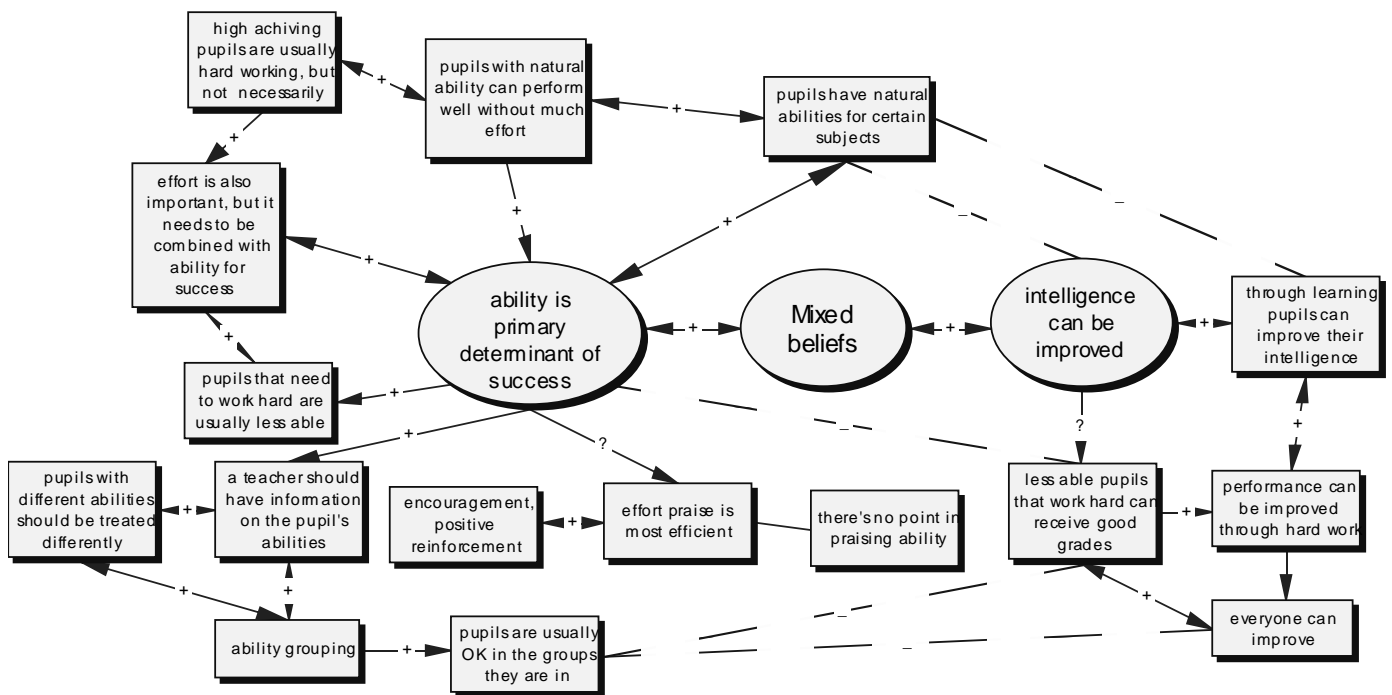 high achiving
pupils are usually
hard working, but
not necessarily
+
pupils with natural
ability can perform
well without much
effort
+
pupils have natural
abilities for certain
subjects
+
effort is also
important, but it
needs to be
combined with
ability for
success
+
+
+
_
_
ability is
primary
determinant of
success
+
Mixed
beliefs
+
intelligence
can be
improved
+
through learning
pupils can
improve their
intelligence
+
pupils that need
to work hard are
usually less able
+
+
?
_
?
+
pupils with
different abilities
should be treated
differently
+
a teacher should
have information
on the pupil's
abilities
encouragement,
positive
reinforcement
+
effort praise is
most efficient
there's no point in
praising ability
less able pupils
that work hard can
receive good
grades
+
performance can
be improved
through hard work
+
+
+
_
ability grouping
+
pupils are usually
OK in the groups
they are in
_
everyone can
improve